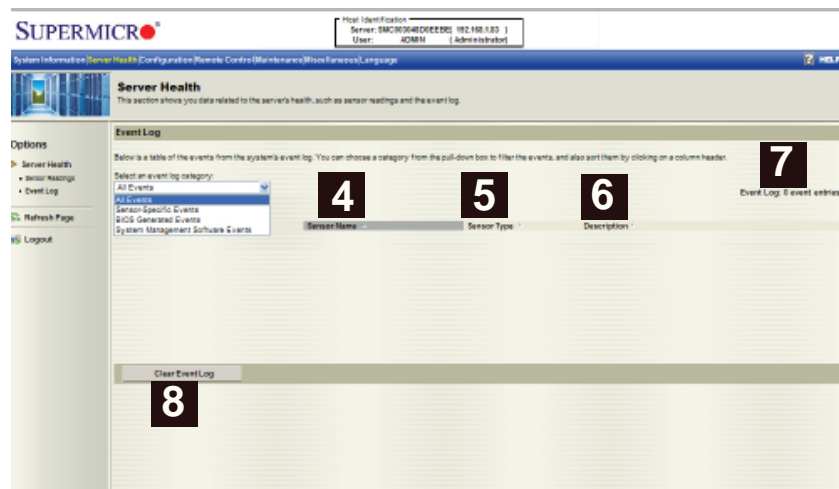 SUPERMICRO
Host Identification
Server: SMC003048D0EEBE( 192.168.1.83 )
User: ADMIN ( Administrator)
System Information Server Health Configuration Remote Control Maintenance Miscellaneous Language
HELP
Server Health
This section shows you data related to the server's health, such as sensor readings and the event log.
Options
Server Health
Sensor Readings
Event Log
Refresh Page
Logout
Event Log
Below is a table of the events from the system's event log. You can choose a category from the pull-down box to filter the events, and also sort them by clicking on a column header.
Select an event log category:
All Events
All Events
Sensor-Specific Events
BIOS Generated Events
System Management Software Events
7
Event Log: 0 event entries
4 5 6
Sensor Name Sensor Type Description
Clear Event Log
8